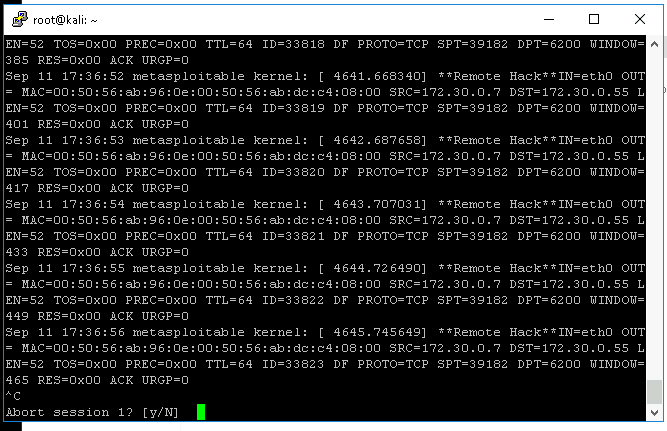 root@kali: ~
EN=52 TOS=0x00 PREC=0x00 TTL=64 ID=33818 DF PROTO=TCP SPT=39182 DPT=6200 WINDOW=
385 RES=0x00 ACK URGP=0
Sep 11 17:36:52 metasploitable kernel: [ 4641.668340] **Remote Hack**IN=eth0 OUT
= MAC=00:50:56:ab:96:0e:00:50:56:ab:dc:c4:08:00 SRC=172.30.0.7 DST=172.30.0.55 L
EN=52 TOS=0x00 PREC=0x00 TTL=64 ID=33819 DF PROTO=TCP SPT=39182 DPT=6200 WINDOW=
401 RES=0x00 ACK URGP=0
Sep 11 17:36:53 metasploitable kernel: [ 4642.687658] **Remote Hack**IN=eth0 OUT
= MAC=00:50:56:ab:96:0e:00:50:56:ab:dc:c4:08:00 SRC=172.30.0.7 DST=172.30.0.55 L
EN=52 TOS=0x00 PREC=0x00 TTL=64 ID=33820 DF PROTO=TCP SPT=39182 DPT=6200 WINDOW=
417 RES=0x00 ACK URGP=0
Sep 11 17:36:54 metasploitable kernel: [ 4643.707031] **Remote Hack**IN=eth0 OUT
= MAC=00:50:56:ab:96:0e:00:50:56:ab:dc:c4:08:00 SRC=172.30.0.7 DST=172.30.0.55 L
EN=52 TOS=0x00 PREC=0x00 TTL=64 ID=33821 DF PROTO=TCP SPT=39182 DPT=6200 WINDOW=
433 RES=0x00 ACK URGP=0
Sep 11 17:36:55 metasploitable kernel: [ 4644.726490] **Remote Hack**IN=eth0 OUT
= MAC=00:50:56:ab:96:0e:00:50:56:ab:dc:c4:08:00 SRC=172.30.0.7 DST=172.30.0.55 L
EN=52 TOS=0x00 PREC=0x00 TTL=64 ID=33822 DF PROTO=TCP SPT=39182 DPT=6200 WINDOW=
449 RES=0x00 ACK URGP=0
Sep 11 17:36:56 metasploitable kernel: [ 4645.745649] **Remote Hack**IN=eth0 OUT
= MAC=00:50:56:ab:96:0e:00:50:56:ab:dc:c4:08:00 SRC=172.30.0.7 DST=172.30.0.55 L
EN=52 TOS=0x00 PREC=0x00 TTL=64 ID=33823 DF PROTO=TCP SPT=39182 DPT=6200 WINDOW=
465 RES=0x00 ACK URGP=0
^C
Abort session 1? [y/N]